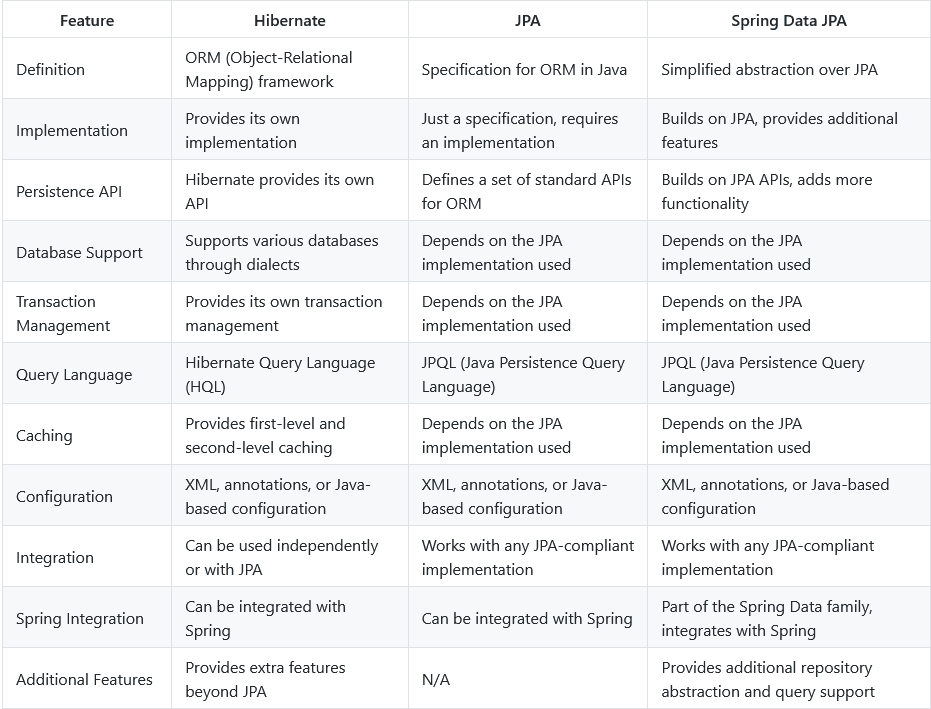 Feature Hibernate JPA Spring Data JPA
Definition
ORM (Object-Relational
Mapping) framework
Specification for ORM in Java
Simplified abstraction over JPA
Implementation
Provides its own
implementation
Just a specification, requires
an implementation
Builds on JPA, provides additional
features
Persistence API
Hibernate provides its own
API
Defines a set of standard APIs
for ORM
Builds on JPA APIs, adds more
functionality
Database Support
Supports various databases
through dialects
Depends on the JPA
implementation used
Depends on the JPA
implementation used
Transaction
Management
Provides its own transaction
management
Depends on the JPA
implementation used
Depends on the JPA
implementation used
Query Language
Hibernate Query Language
(HQL)
JPQL (Java Persistence Query
Language)
JPQL (Java Persistence Query
Language)
Caching
Provides first-level and
second-level caching
Depends on the JPA
implementation used
Depends on the JPA
implementation used
Configuration
XML, annotations, or Java-
based configuration
XML, annotations, or Java-
based configuration
XML, annotations, or Java-based
configuration
Integration
Can be used independently
or with JPA
Works with any JPA-compliant
implementation
Works with any JPA-compliant
implementation
Spring Integration
Can be integrated with
Spring
Can be integrated with Spring
Part of the Spring Data family,
integrates with Spring
Additional Features
Provides extra features
beyond JPA
N/A
Provides additional repository
abstraction and query support